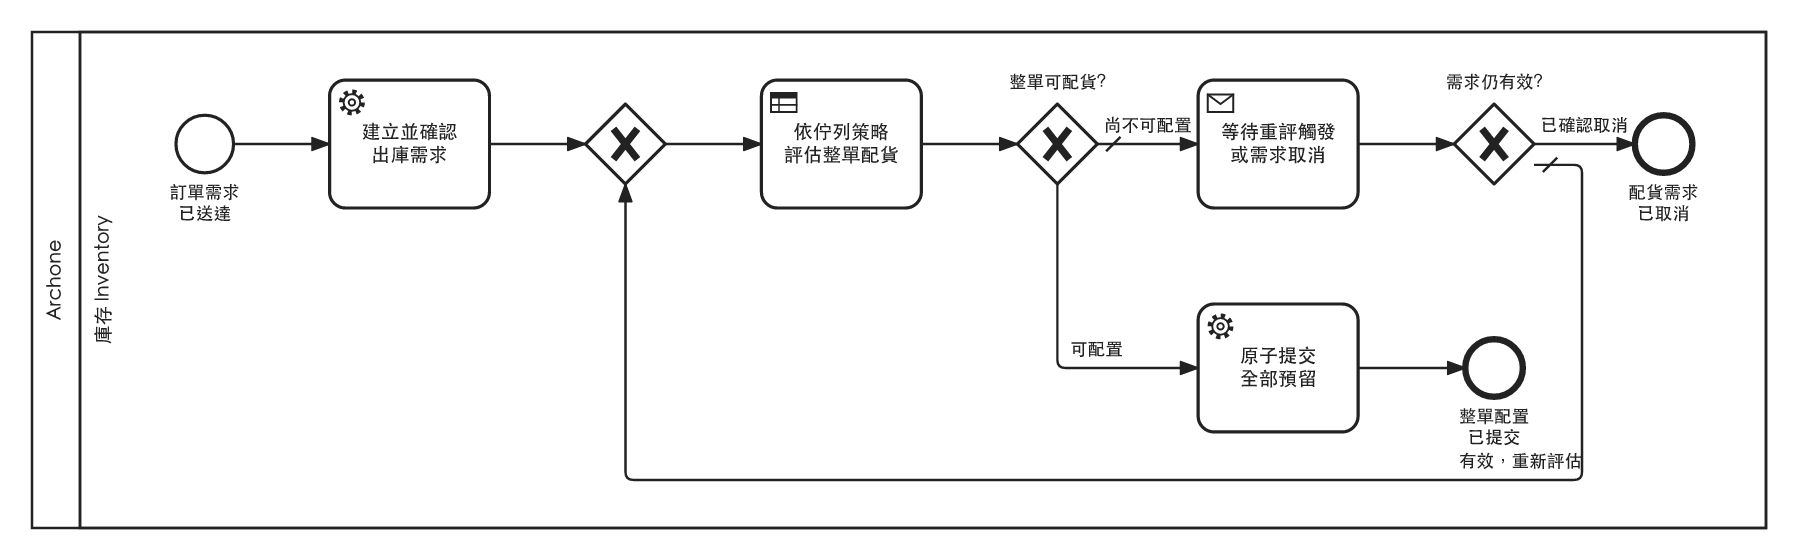 Archone
庫存 Inventory
訂單需求
已送達
建立並確認
出庫需求
依佇列策略
評估整單配貨
整單可配貨?
尚不可配置
可配置
等待重評觸發
或需求取消
需求仍有效?
已確認取消
配貨需求
已取消
原子提交
全部預留
整單配置
已提交
有效，重新評估